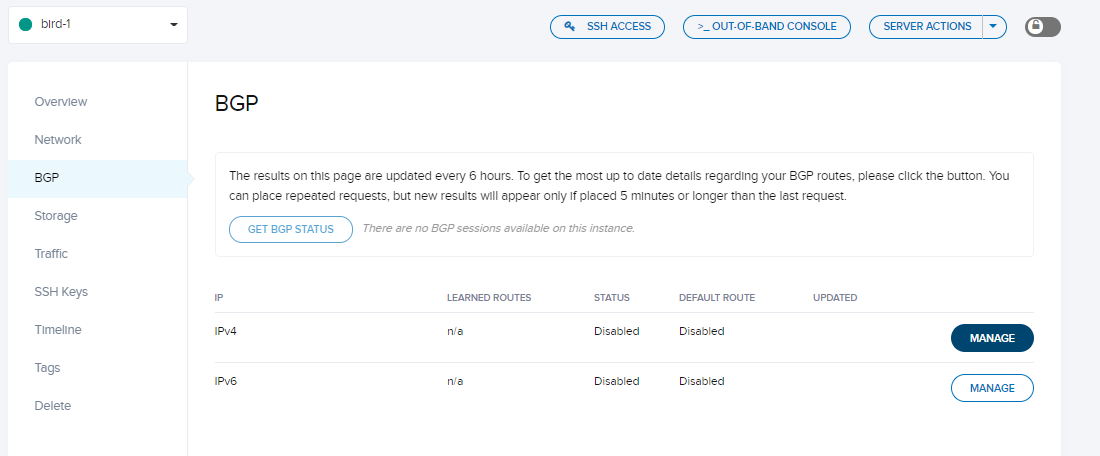 bird-1
SSH ACCESS
>_ OUT-OF-BAND CONSOLE
SERVER ACTIONS
Overview
Network
BGP
Storage
Traffic
SSH Keys
Timeline
Tags
Delete
BGP
The results on this page are updated every 6 hours. To get the most up to date details regarding your BGP routes, please click the button. You
can place repeated requests, but new results will appear only if placed 5 minutes or longer than the last request.
GET BGP STATUS There are no BGP sessions available on this instance.
IP LEARNED ROUTES STATUS DEFAULT ROUTE UPDATED
IPv4 n/a Disabled Disabled MANAGE
IPv6 n/a Disabled Disabled MANAGE